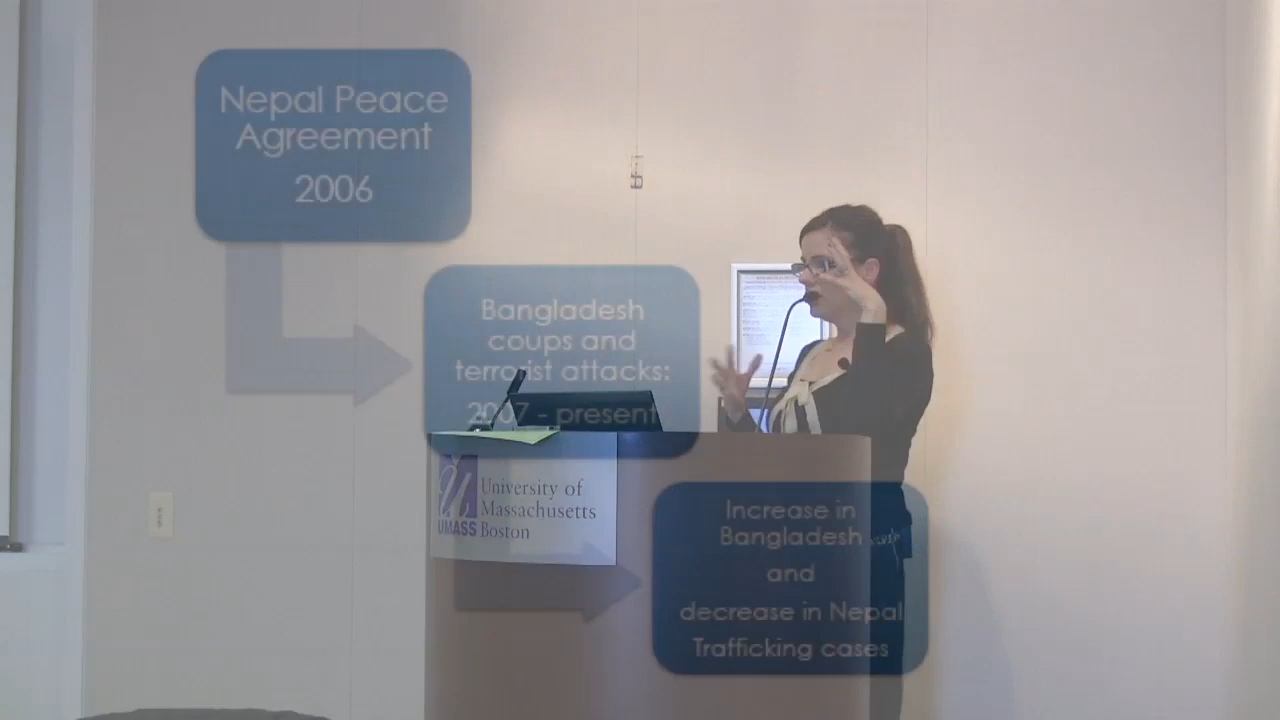 Nepal Peace
Agreement
2006
Bangladesh
coups and
terrorist attacks:
2007 - present
University of
Massachusetts
UMASS Boston
Increase in
Bangladesh
and
decrease in Nepal
Trafficking cases